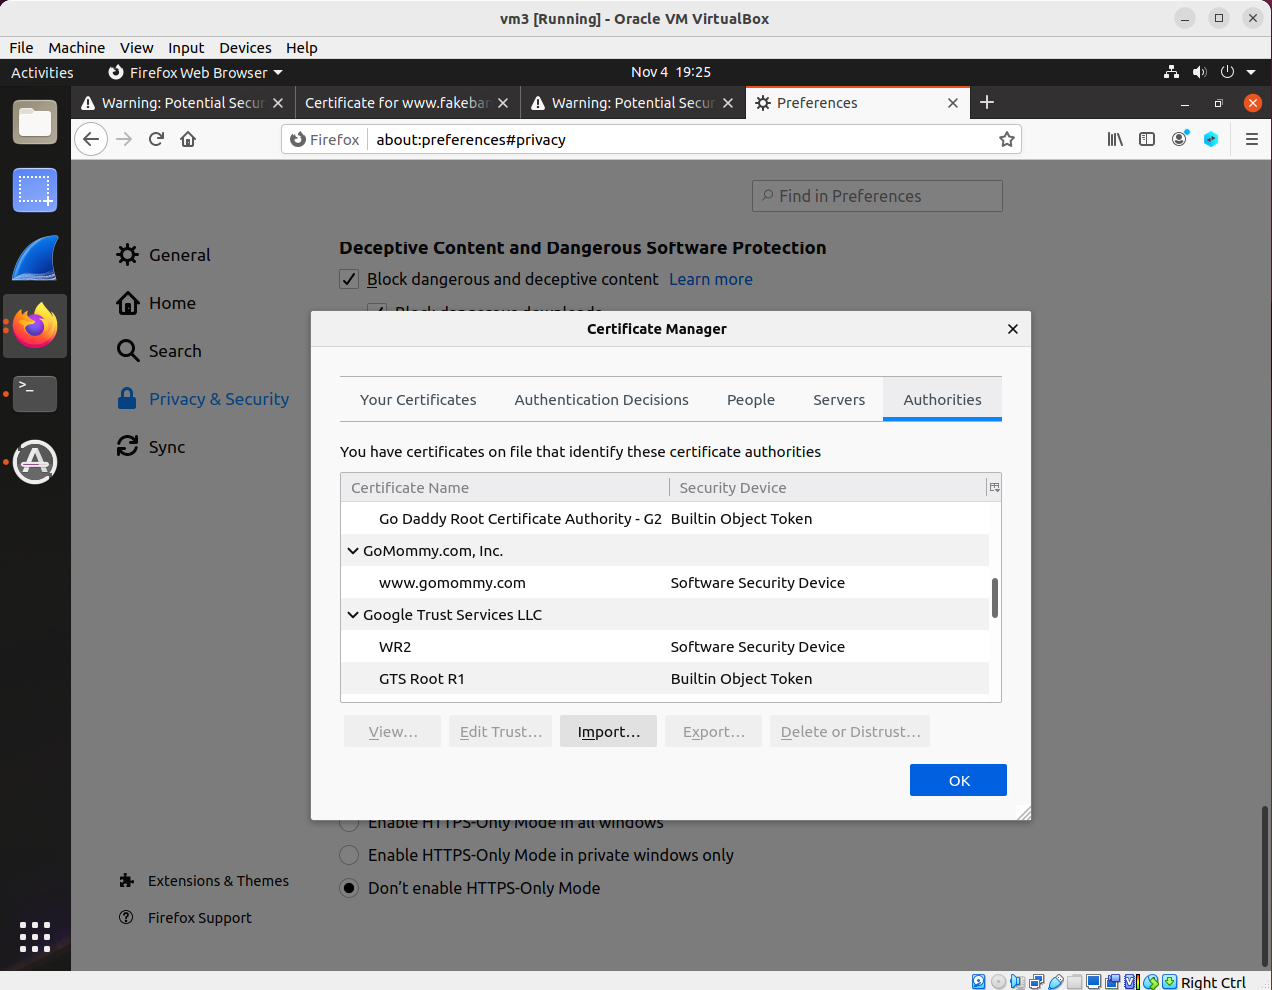 vm3 [Running] - Oracle VM VirtualBox
File Machine View Input Devices Help
Activities Firefox Web Browser Nov 4 19:25
Warning: Potential Secur Certificate for www.fakeban Warning: Potential Secur Preferences
Firefox about:preferences#privacy
Find in Preferences
General
Home
Search
Privacy & Security
Sync
Extensions & Themes
Firefox Support
Deceptive Content and Dangerous Software Protection
Block dangerous and deceptive content Learn more
Block dangerous downloads
Certificate Manager
Your Certificates Authentication Decisions People Servers Authorities
You have certificates on file that identify these certificate authorities
Certificate Name Security Device
Go Daddy Root Certificate Authority - G2 Builtin Object Token
GoMommy.com, Inc.
www.gomommy.com Software Security Device
Google Trust Services LLC
WR2 Software Security Device
GTS Root R1 Builtin Object Token
View... Edit Trust... Import... Export... Delete or Distrust...
OK
Enable HTTPS-Only Mode in all windows
Enable HTTPS-Only Mode in private windows only
Don't enable HTTPS-Only Mode
Right Ctrl